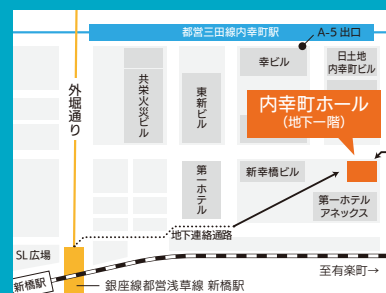 都営三田線内幸町駅
A-5 出口
幸ビル
日土地
内幸町ビル
共栄火災ビル
東新ビル
外堀通り
内幸町ホール
(地下一階)
第一ホテル
新幸橋ビル
第一ホテル
アネックス
地下連絡通路
SL広場
至有楽町→
新橋駅
銀座線都営浅草線 新橋駅